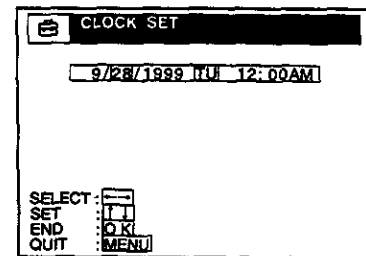 CLOCK SET
9/28/1999 TU 12:00AM
SELECT : ←→
SET : ↑↓
END : OK
QUIT : MENU